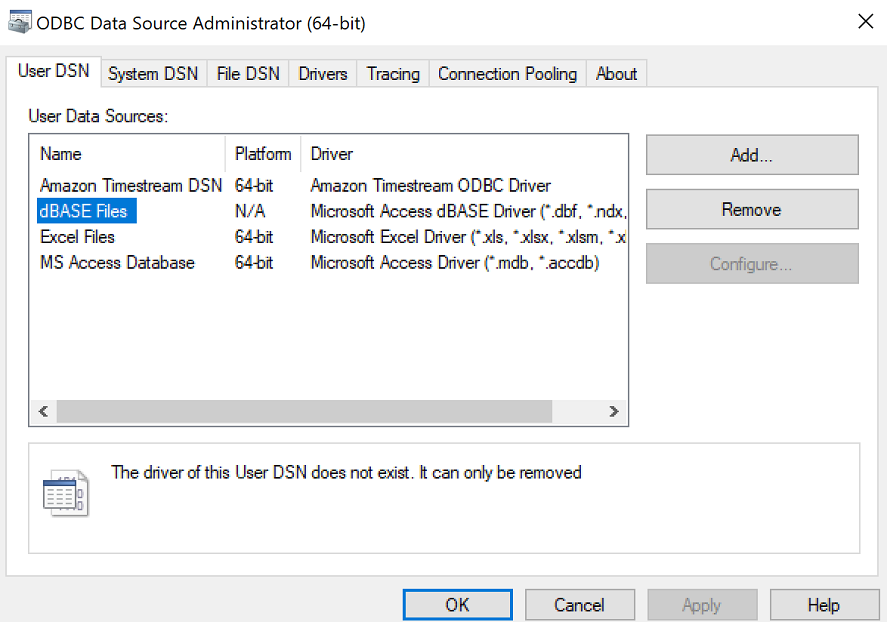 ODBC Data Source Administrator (64-bit)
User DSN System DSN File DSN Drivers Tracing Connection Pooling About
User Data Sources:
Name Platform Driver
Amazon Timestream DSN 64-bit Amazon Timestream ODBC Driver
dBASE Files N/A Microsoft Access dBASE Driver (*.dbf, *.ndx,
Excel Files 64-bit Microsoft Excel Driver (*.xls, *.xlsx, *.xlsm, *.x
MS Access Database 64-bit Microsoft Access Driver (*.mdb, *.accdb)
Add...
Remove
Configure...
The driver of this User DSN does not exist. It can only be removed
OK Cancel Apply Help